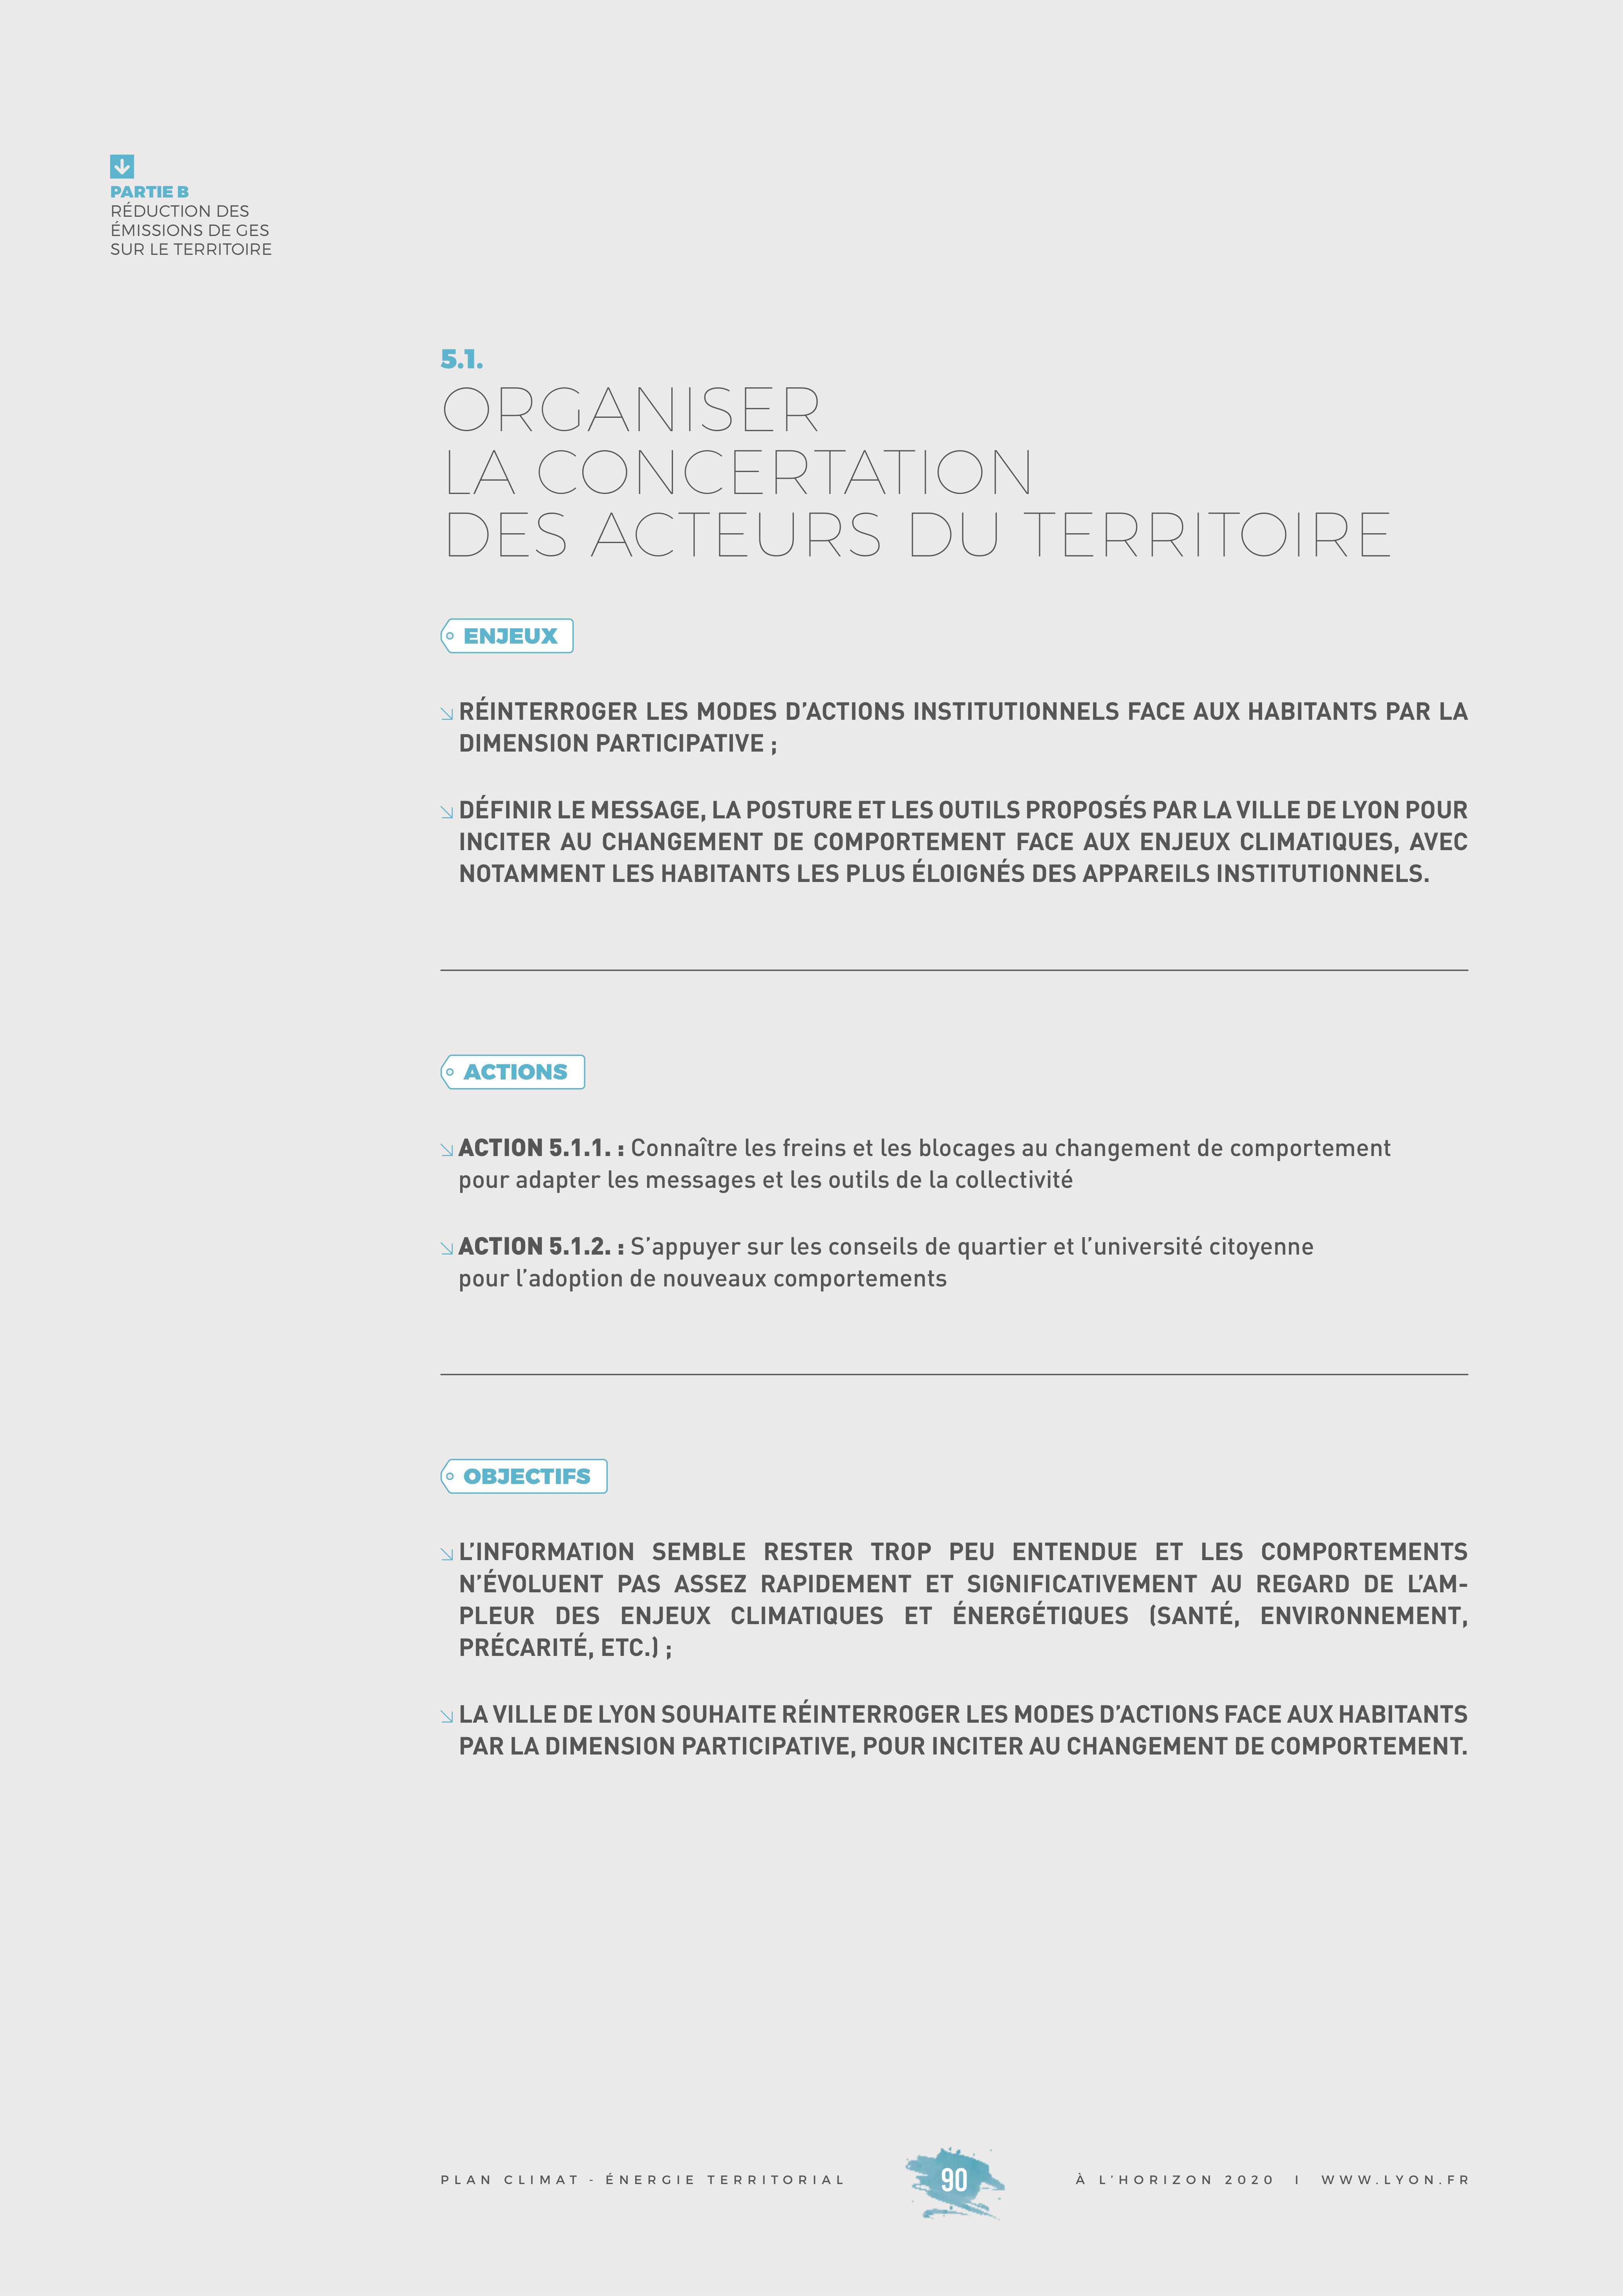 PARTIE B
RÉDUCTION DES
ÉMISSIONS DE GES
SUR LE TERRITOIRE
5.1.
ORGANISER
LA CONCERTATION
DES ACTEURS DU TERRITOIRE
ENJEUX
RÉINTERROGER LES MODES D’ACTIONS INSTITUTIONNELS FACE AUX HABITANTS PAR LA
DIMENSION PARTICIPATIVE ;
DÉFINIR LE MESSAGE, LA POSTURE ET LES OUTILS PROPOSÉS PAR LA VILLE DE LYON POUR
INCITER AU CHANGEMENT DE COMPORTEMENT FACE AUX ENJEUX CLIMATIQUES, AVEC
NOTAMMENT LES HABITANTS LES PLUS ÉLOIGNÉS DES APPAREILS INSTITUTIONNELS.
ACTIONS
ACTION 5.1.1. : Connaître les freins et les blocages au changement de comportement
pour adapter les messages et les outils de la collectivité
ACTION 5.1.2. : S’appuyer sur les conseils de quartier et l’université citoyenne
pour l’adoption de nouveaux comportements
OBJECTIFS
L’INFORMATION SEMBLE RESTER TROP PEU ENTENDUE ET LES COMPORTEMENTS
N’ÉVOLUENT PAS ASSEZ RAPIDEMENT ET SIGNIFICATIVEMENT AU REGARD DE L’AM-
PLEUR DES ENJEUX CLIMATIQUES ET ÉNERGÉTIQUES (SANTÉ, ENVIRONNEMENT,
PRÉCARITÉ, ETC.) ;
LA VILLE DE LYON SOUHAITE RÉINTERROGER LES MODES D’ACTIONS FACE AUX HABITANTS
PAR LA DIMENSION PARTICIPATIVE, POUR INCITER AU CHANGEMENT DE COMPORTEMENT.
PLAN CLIMAT - ÉNERGIE TERRITORIAL 90 À L’HORIZON 2020 I WWW.LYON.FR